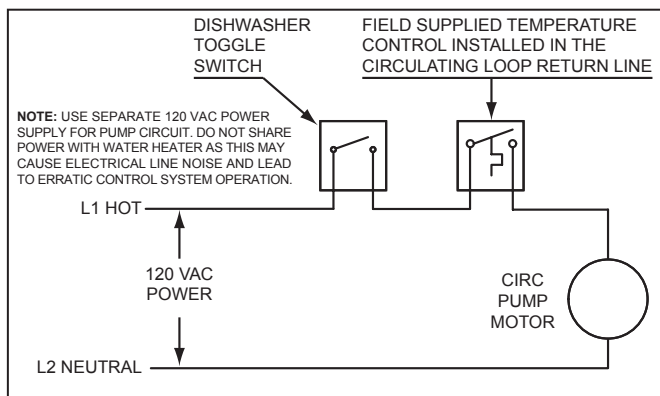 DISHWASHER
TOGGLE
SWITCH
FIELD SUPPLIED TEMPERATURE
CONTROL INSTALLED IN THE
CIRCULATING LOOP RETURN LINE
NOTE: USE SEPARATE 120 VAC POWER
SUPPLY FOR PUMP CIRCUIT. DO NOT SHARE
POWER WITH WATER HEATER AS THIS MAY
CAUSE ELECTRICAL LINE NOISE AND LEAD
TO ERRATIC CONTROL SYSTEM OPERATION.
L1 HOT
120 VAC
POWER
CIRC
PUMP
MOTOR
L2 NEUTRAL